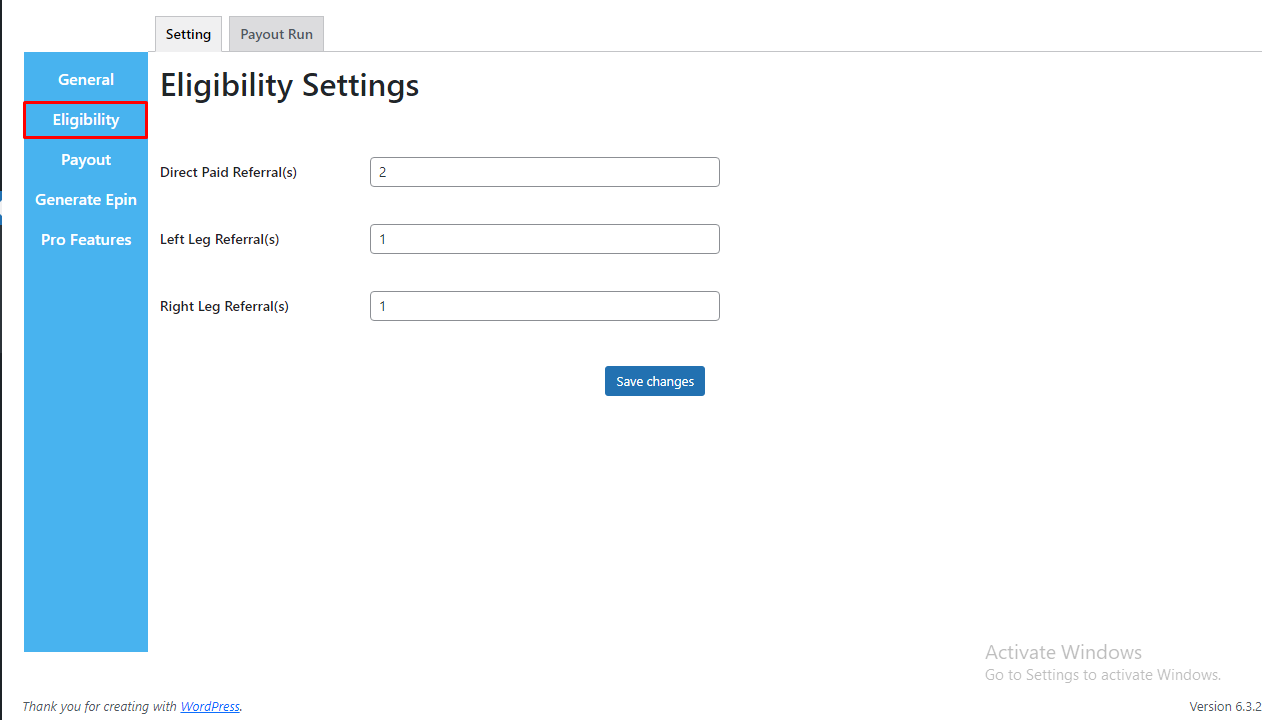 Setting
Payout Run
General
Eligibility
Payout
Generate Epin
Pro Features
Eligibility Settings
Direct Paid Referral(s) 2
Left Leg Referral(s) 1
Right Leg Referral(s) 1
Save changes
Activate Windows
Go to Settings to activate Windows.
Thank you for creating with WordPress.
Version 6.3.2